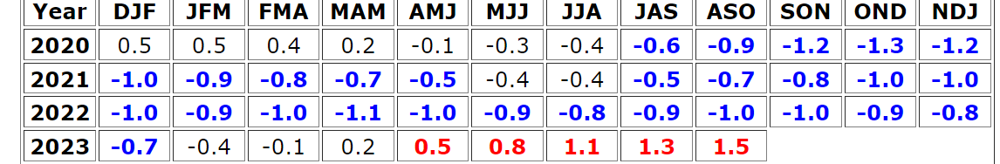 Year DJF JFM FMA MAM AMJ MJJ JJA JAS ASO SON OND NDJ
2020 0.5 0.5 0.4 0.2 -0.1 -0.3 -0.4 -0.6 -0.9 -1.2 -1.3 -1.2
2021 -1.0 -0.9 -0.8 -0.7 -0.5 -0.4 -0.4 -0.5 -0.7 -0.8 -1.0 -1.0
2022 -1.0 -0.9 -1.0 -1.1 -1.0 -0.9 -0.8 -0.9 -1.0 -1.0 -0.9 -0.8
2023 -0.7 -0.4 -0.1 0.2 0.5 0.8 1.1 1.3 1.5